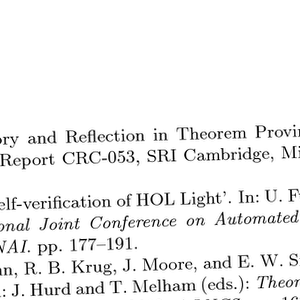 ory and Reflection in Theorem Provin
Report CRC-053, SRI Cambridge, Mi
elf-verification of HOL Light'. In: U. F
onal Joint Conference on Automated
NAI. pp. 177–191.
nn, R. B. Krug, J. Moore, and E. W. S
: J. Hurd and T. Melham (eds.): Theor